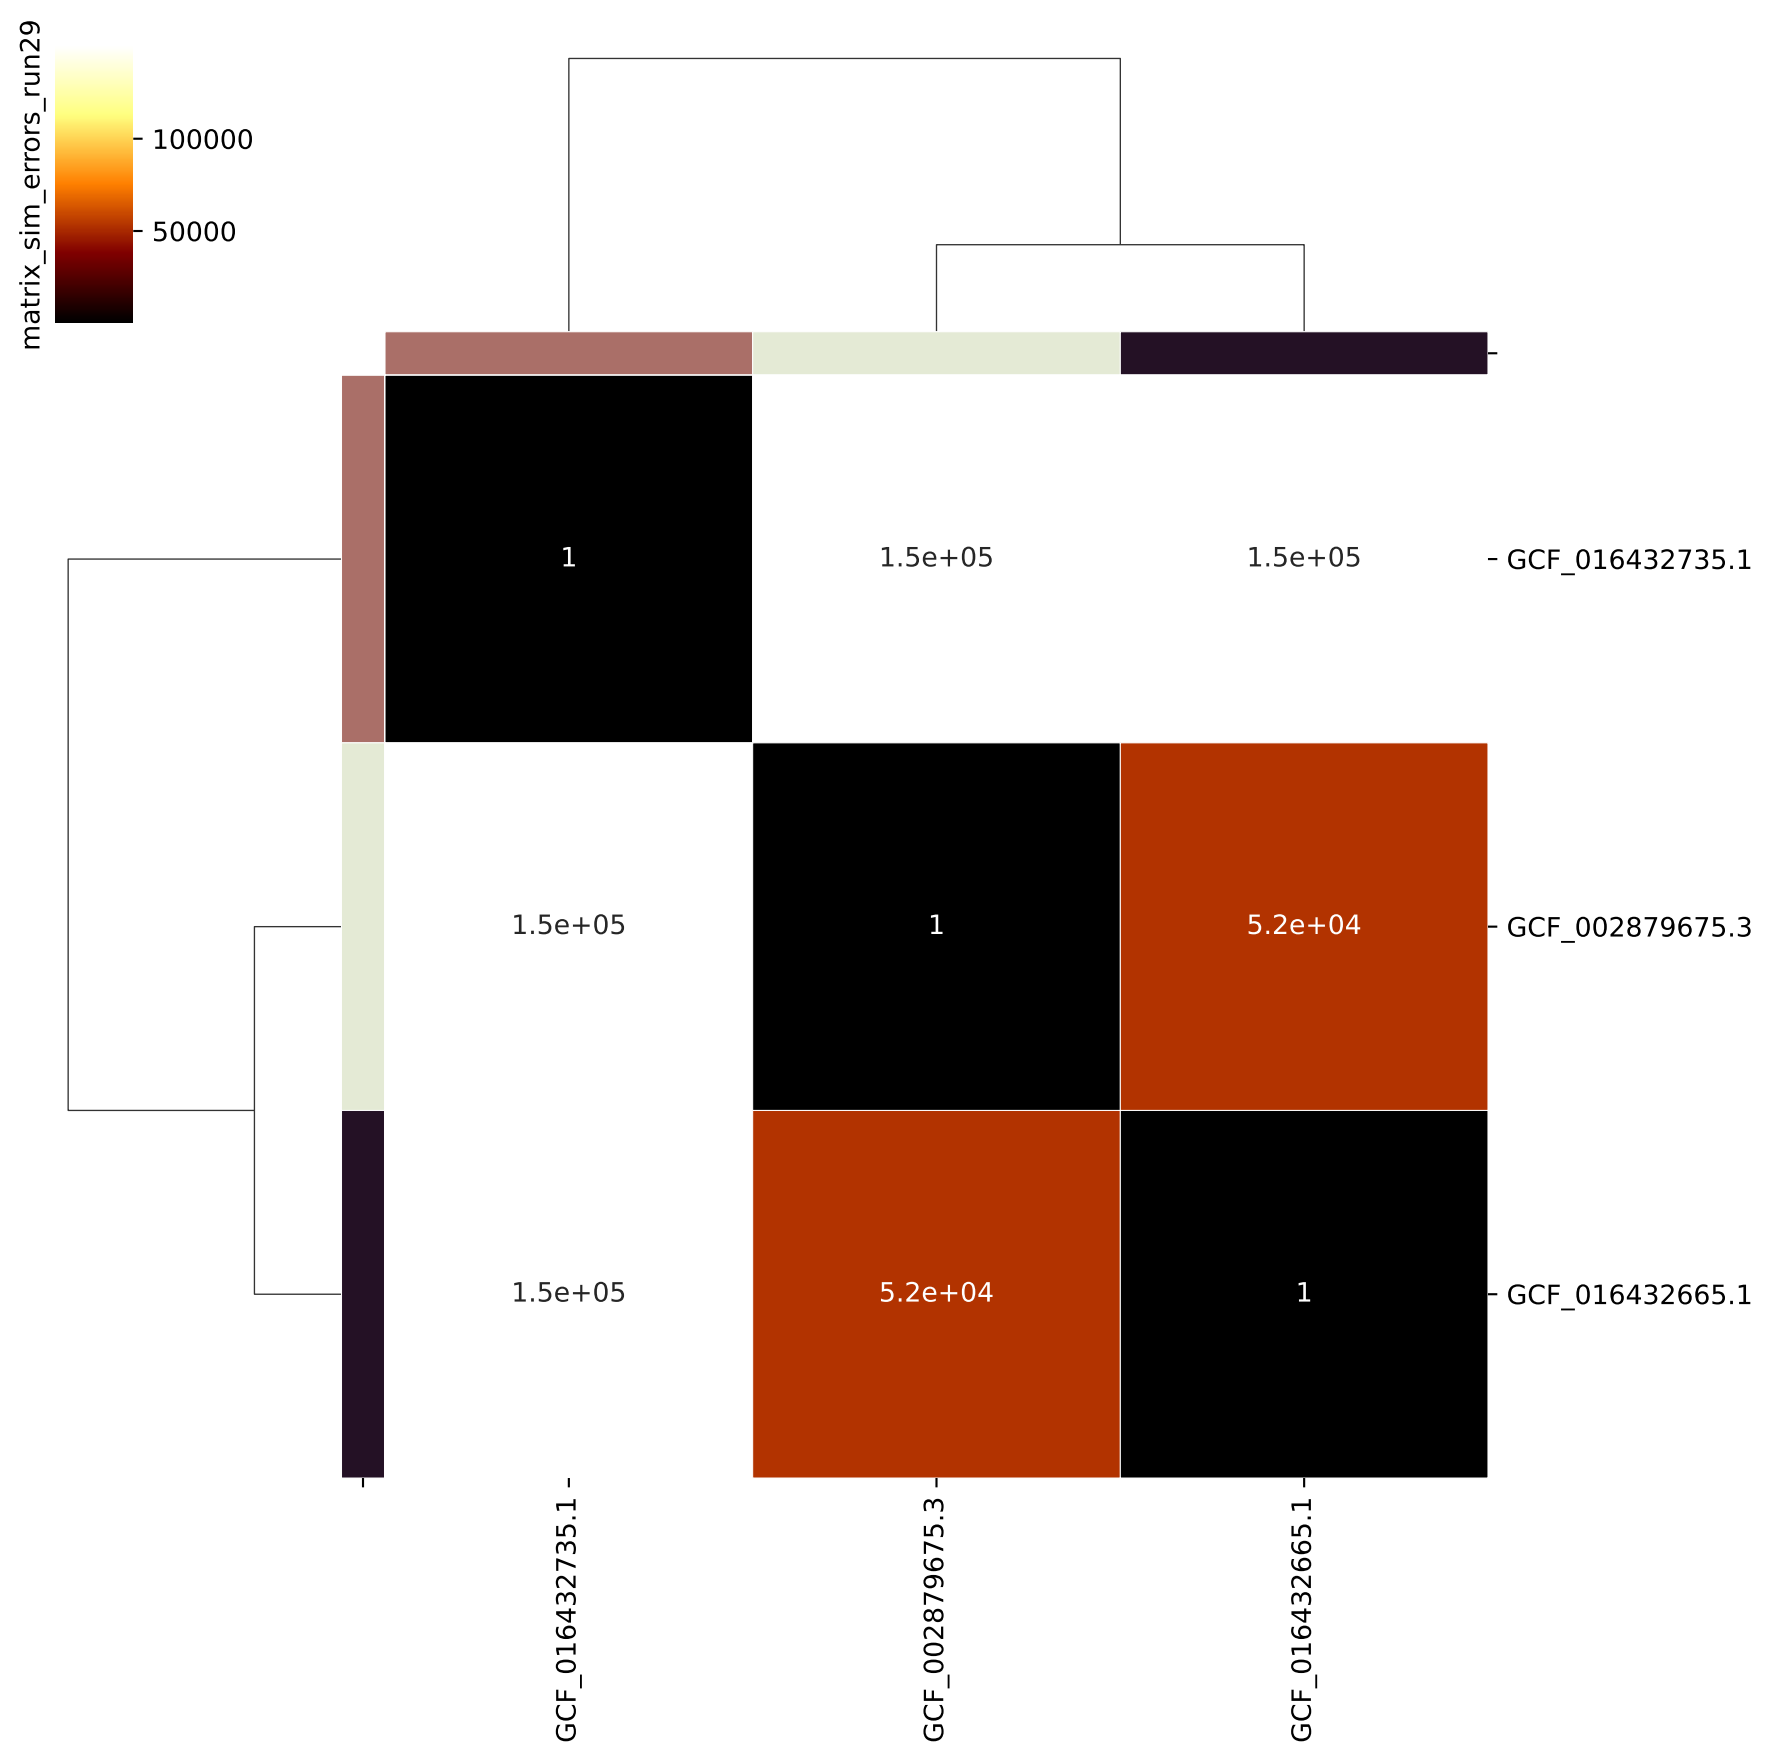 matrix_sim_errors_run29
100000
50000
1 1.5e+05 1.5e+05 GCF_016432735.1
1.5e+05 1 5.2e+04 GCF_002879675.3
1.5e+05 5.2e+04 1 GCF_016432665.1
GCF_016432735.1
GCF_002879675.3
GCF_016432665.1